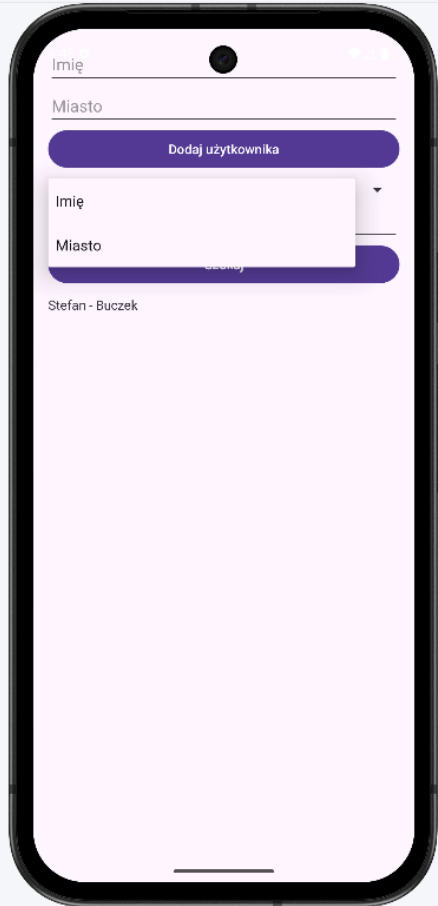 Imię
Miasto
Dodaj użytkownika
Imię
Miasto
Stefan - Buczek